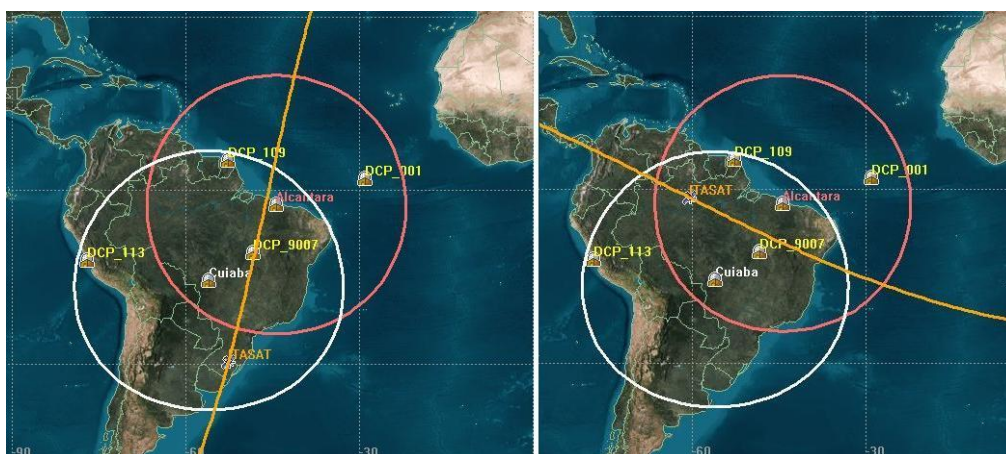 DCP_109
DCP_001
Alcantara
DCP_113
DCP_9007
Cuiaba
ITASAT
-90
-60
-30
DCP_109
DCP_001
ITASAT
Alcantara
DCP_113
DCP_9007
Cuiaba
-60
-30